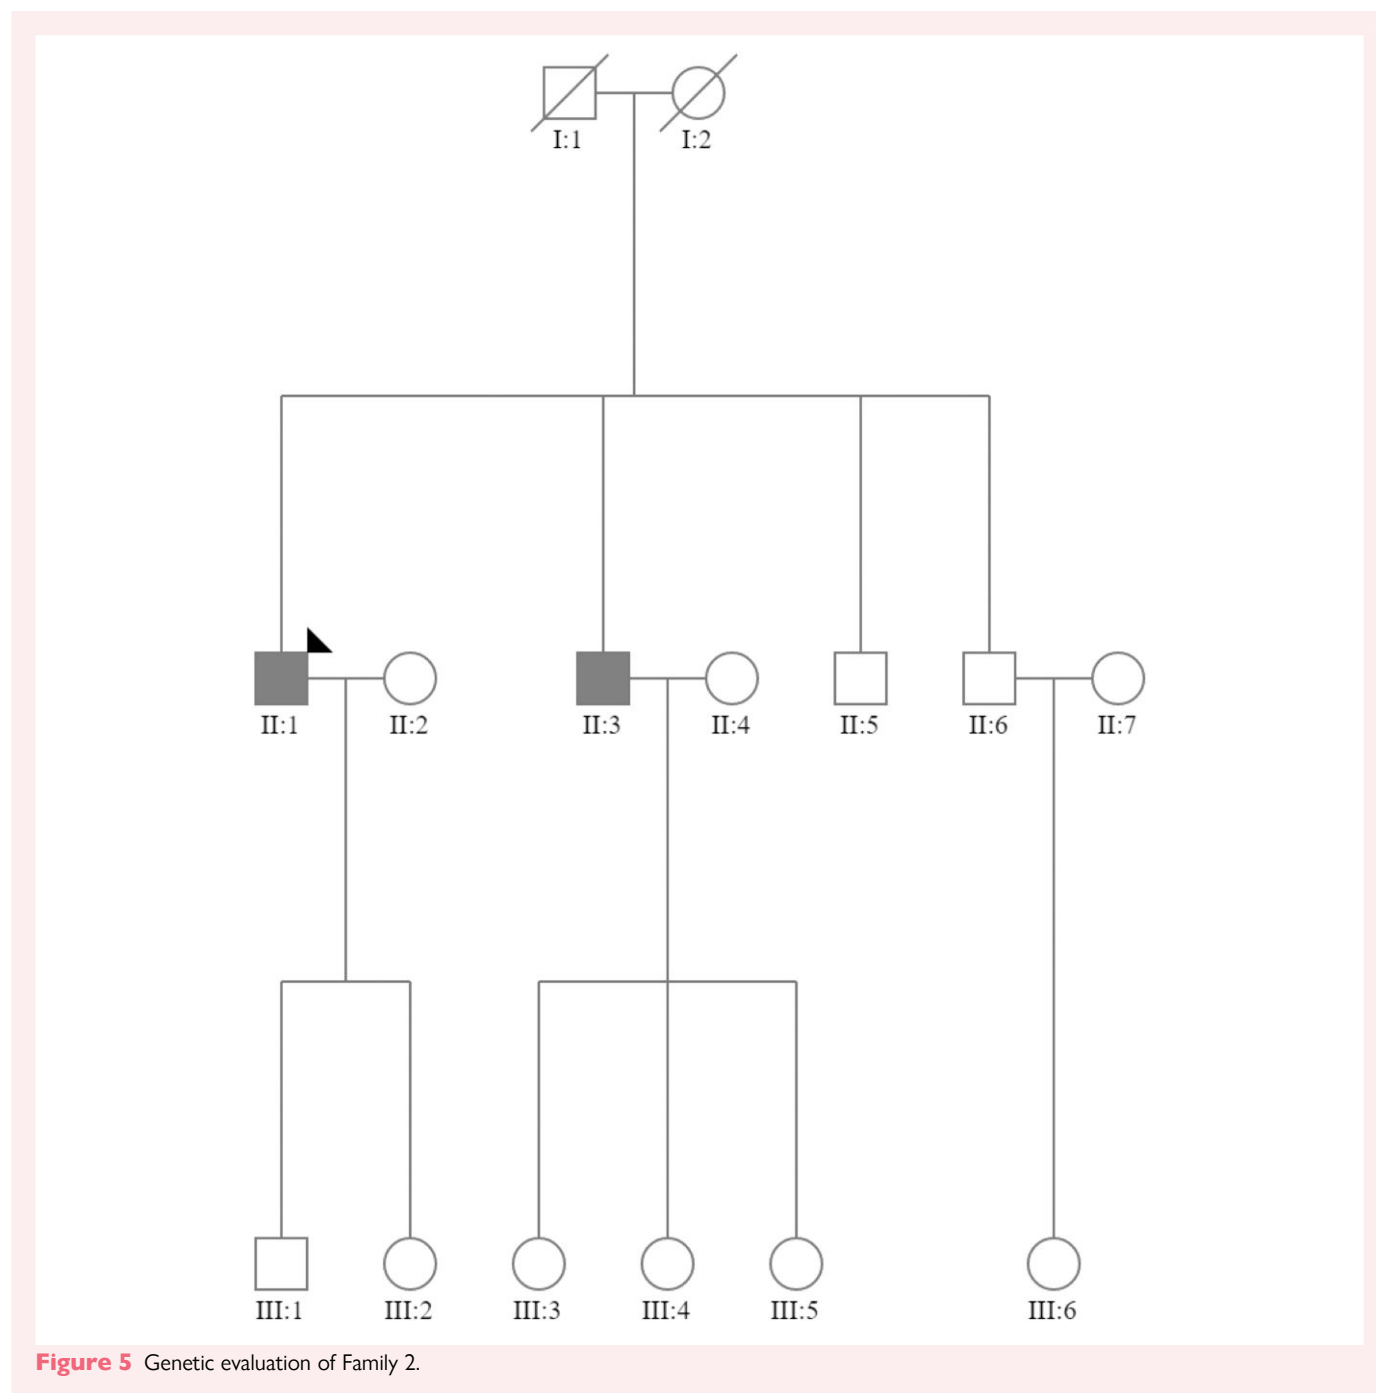 I:1 I:2
II:1 II:2 II:3 II:4 II:5 II:6 II:7
III:1 III:2 III:3 III:4 III:5 III:6
Figure 5 Genetic evaluation of Family 2.